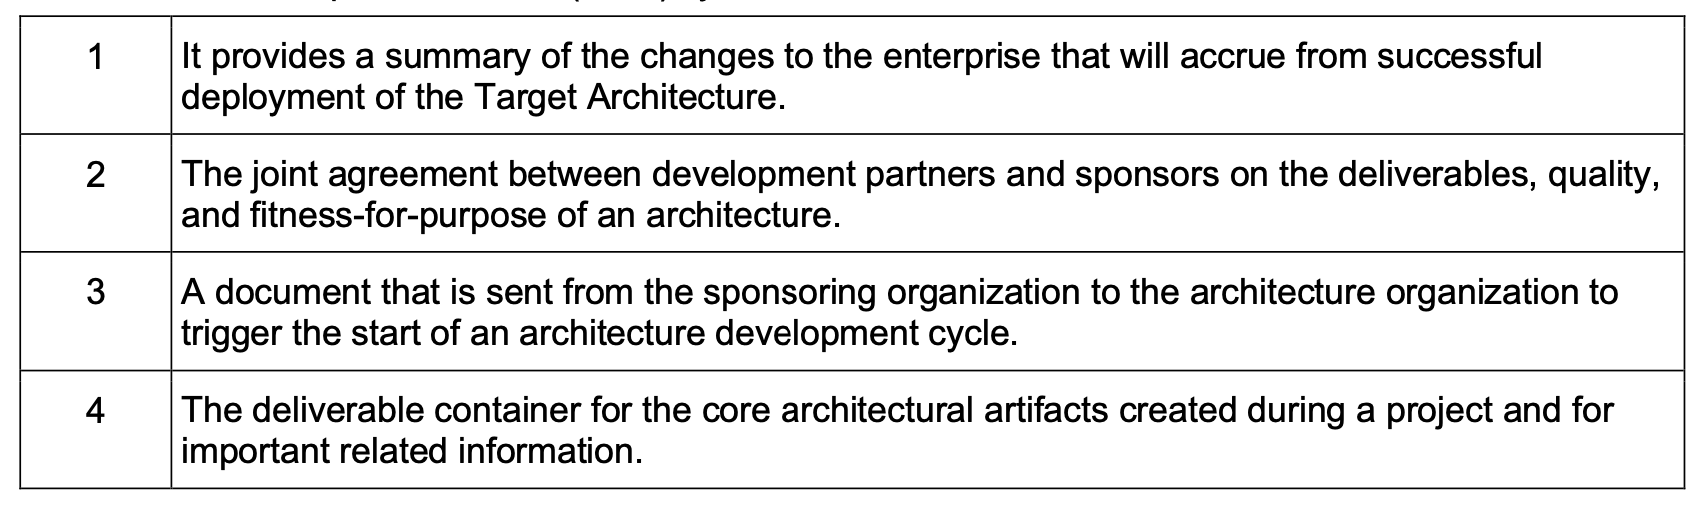 1
It provides a summary of the changes to the enterprise that will accrue from successful
deployment of the Target Architecture.
2
The joint agreement between development partners and sponsors on the deliverables, quality,
and fitness-for-purpose of an architecture.
3
A document that is sent from the sponsoring organization to the architecture organization to
trigger the start of an architecture development cycle.
4
The deliverable container for the core architectural artifacts created during a project and for
important related information.